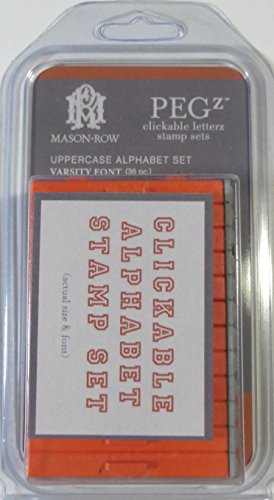 MASON·ROW
PEGz™
clickable letterz
stamp sets
UPPERCASE ALPHABET SET
VARSITY FONT (36 pc.)
CLICKABLE
ALPHABET
STAMP SET
(actual size & font)